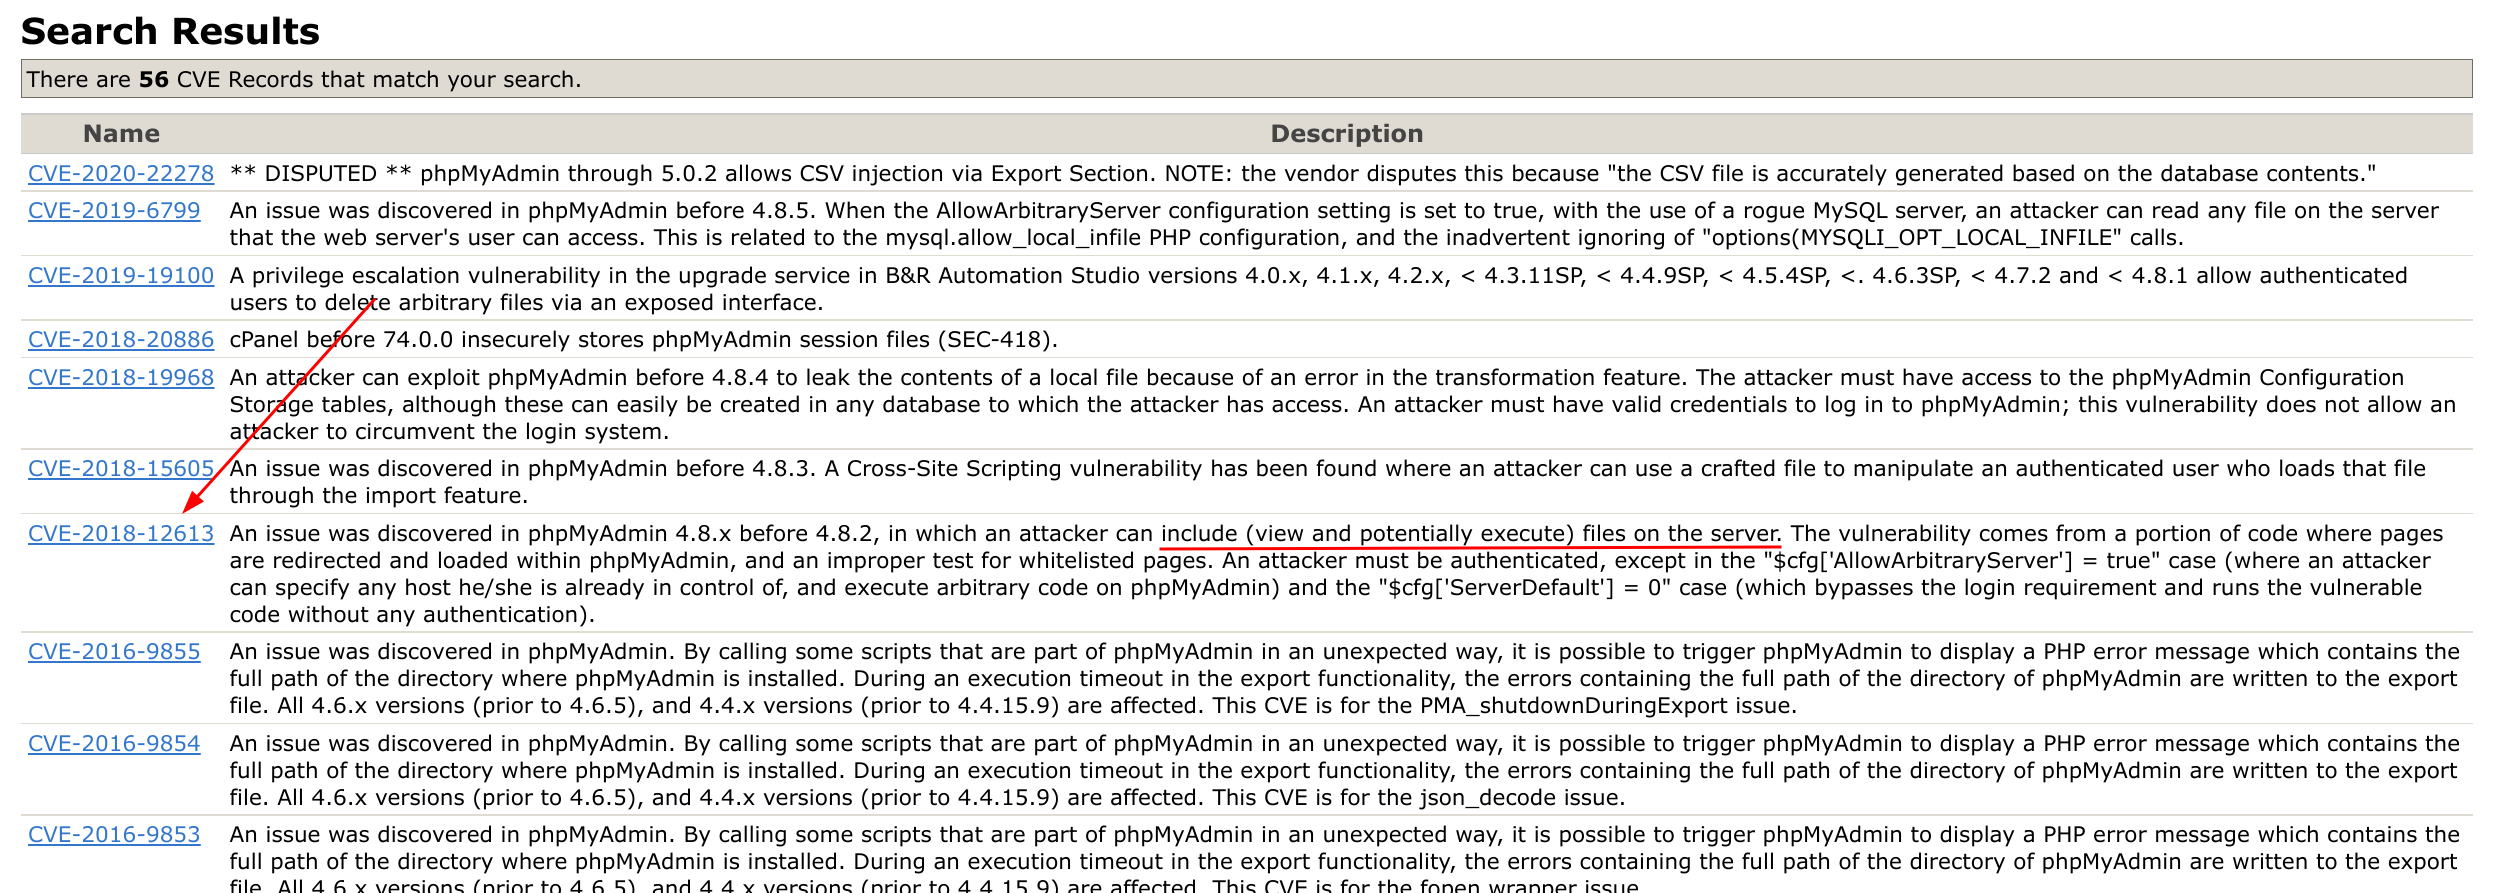 Search Results
There are 56 CVE Records that match your search.
Name Description
CVE-2020-22278 ** DISPUTED ** phpMyAdmin through 5.0.2 allows CSV injection via Export Section. NOTE: the vendor disputes this because "the CSV file is accurately generated based on the database contents."
CVE-2019-6799 An issue was discovered in phpMyAdmin before 4.8.5. When the AllowArbitraryServer configuration setting is set to true, with the use of a rogue MySQL server, an attacker can read any file on the server
that the web server's user can access. This is related to the mysql.allow_local_infile PHP configuration, and the inadvertent ignoring of "options(MYSQLI_OPT_LOCAL_INFILE" calls.
CVE-2019-19100 A privilege escalation vulnerability in the upgrade service in B&R Automation Studio versions 4.0.x, 4.1.x, 4.2.x, < 4.3.11SP, < 4.4.9SP, < 4.5.4SP, <. 4.6.3SP, < 4.7.2 and < 4.8.1 allow authenticated
users to delete arbitrary files via an exposed interface.
CVE-2018-20886 cPanel before 74.0.0 insecurely stores phpMyAdmin session files (SEC-418).
CVE-2018-19968 An attacker can exploit phpMyAdmin before 4.8.4 to leak the contents of a local file because of an error in the transformation feature. The attacker must have access to the phpMyAdmin Configuration
Storage tables, although these can easily be created in any database to which the attacker has access. An attacker must have valid credentials to log in to phpMyAdmin; this vulnerability does not allow an
attacker to circumvent the login system.
CVE-2018-15605 An issue was discovered in phpMyAdmin before 4.8.3. A Cross-Site Scripting vulnerability has been found where an attacker can use a crafted file to manipulate an authenticated user who loads that file
through the import feature.
CVE-2018-12613 An issue was discovered in phpMyAdmin 4.8.x before 4.8.2, in which an attacker can include (view and potentially execute) files on the server. The vulnerability comes from a portion of code where pages
are redirected and loaded within phpMyAdmin, and an improper test for whitelisted pages. An attacker must be authenticated, except in the "$cfg['AllowArbitraryServer'] = true" case (where an attacker
can specify any host he/she is already in control of, and execute arbitrary code on phpMyAdmin) and the "$cfg['ServerDefault'] = 0" case (which bypasses the login requirement and runs the vulnerable
code without any authentication).
CVE-2016-9855 An issue was discovered in phpMyAdmin. By calling some scripts that are part of phpMyAdmin in an unexpected way, it is possible to trigger phpMyAdmin to display a PHP error message which contains the
full path of the directory where phpMyAdmin is installed. During an execution timeout in the export functionality, the errors containing the full path of the directory of phpMyAdmin are written to the export
file. All 4.6.x versions (prior to 4.6.5), and 4.4.x versions (prior to 4.4.15.9) are affected. This CVE is for the PMA_shutdownDuringExport issue.
CVE-2016-9854 An issue was discovered in phpMyAdmin. By calling some scripts that are part of phpMyAdmin in an unexpected way, it is possible to trigger phpMyAdmin to display a PHP error message which contains the
full path of the directory where phpMyAdmin is installed. During an execution timeout in the export functionality, the errors containing the full path of the directory of phpMyAdmin are written to the export
file. All 4.6.x versions (prior to 4.6.5), and 4.4.x versions (prior to 4.4.15.9) are affected. This CVE is for the json_decode issue.
CVE-2016-9853 An issue was discovered in phpMyAdmin. By calling some scripts that are part of phpMyAdmin in an unexpected way, it is possible to trigger phpMyAdmin to display a PHP error message which contains the
full path of the directory where phpMyAdmin is installed. During an execution timeout in the export functionality, the errors containing the full path of the directory of phpMyAdmin are written to the export
file. All 4.6.x versions (prior to 4.6.5), and 4.4.x versions (prior to 4.4.15.9) are affected. This CVE is for the fopen wrapper issue.